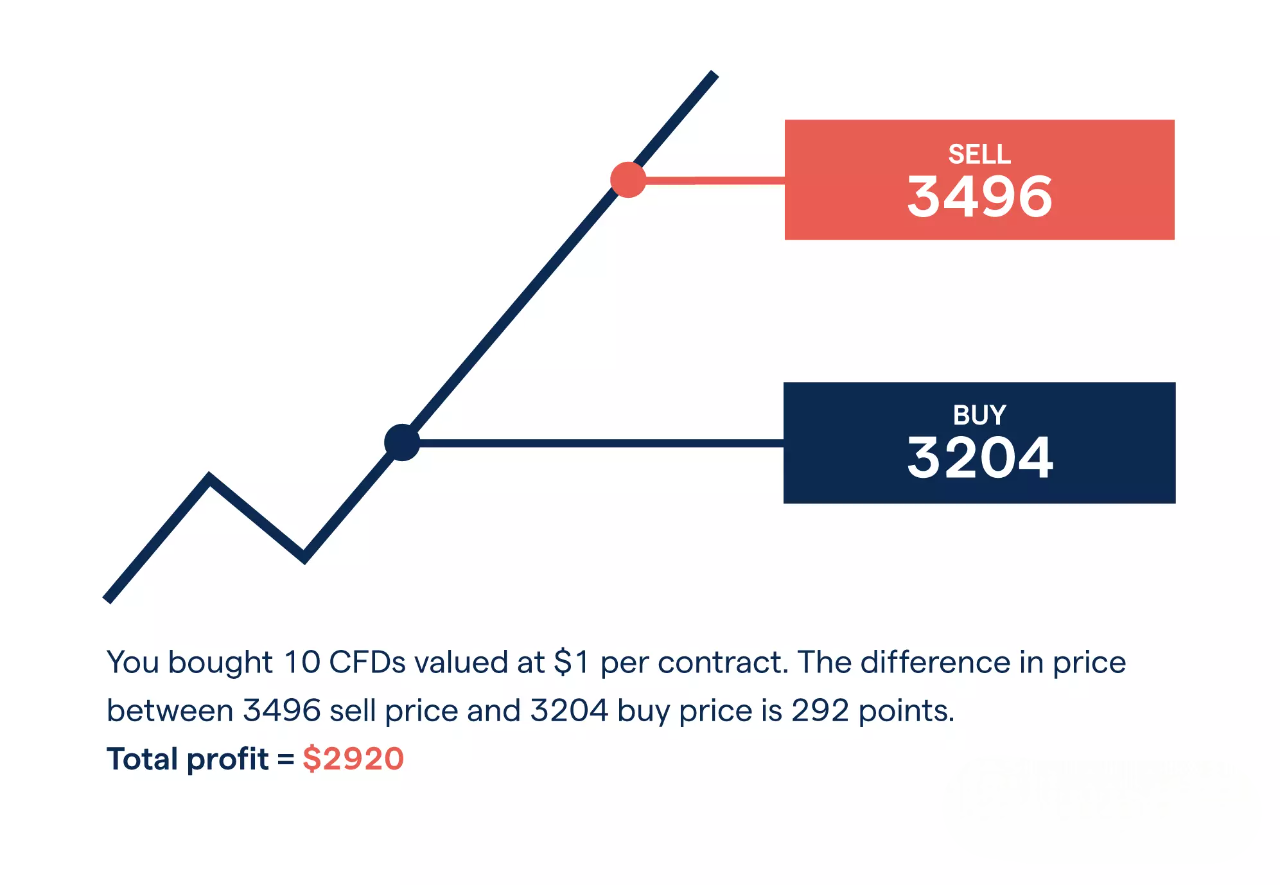 SELL
3496
BUY
3204
You bought 10 CFDs valued at $1 per contract. The difference in price
between 3496 sell price and 3204 buy price is 292 points.
Total profit = $2920